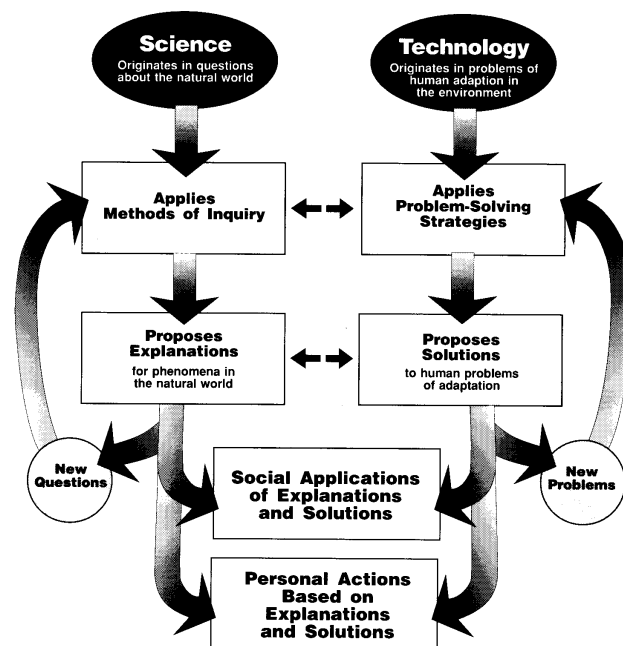 Science
Originates in questions
about the natural world
Technology
Originates in problems of
human adaption in
the environment
Applies
Methods of Inquiry
Applies
Problem-Solving
Strategies
Proposes
Explanations
for phenomena in
the natural world
Proposes
Solutions
to human problems
of adaptation
New
Questions
Social Applications
of Explanations
and Solutions
New
Problems
Personal Actions
Based on
Explanations
and Solutions